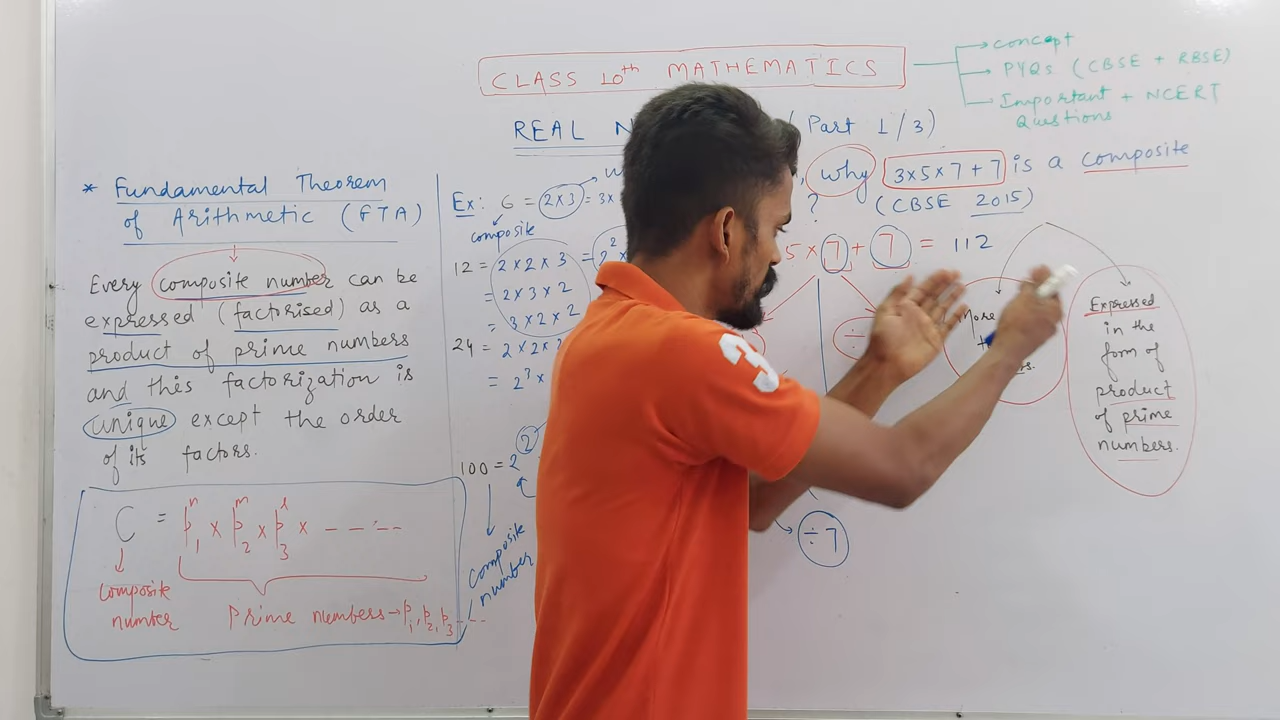 CLASS 10th MATHEMATICS
concept
PYQs (CBSE + RBSE)
Important + NCERT
Questions
REAL N
Part 1/3)
* Fundamental Theorem
of Arithmetic (FTA)
Every composite number can be
expressed (factorised) as a
product of prime numbers
and this factorization is
unique except the order
of its factors.
C = p₁ⁿ × p₂ᵐ × p₃ˡ × ------
composite
number
Prime numbers → p₁, p₂, p₃ ---
Ex: 6 = 2×3 = 3×
composite
12 = 2 × 2 × 3 = 2² ×
= 2 × 3 × 2
= 3 × 2 × 2
24 = 2 × 2 × 2
= 2³ ×
100 = 2²
composite
number
, why 3×5×7+7 is a composite
? (CBSE 2015)
5 × 7 + 7 = 112
÷
÷7
More
Expressed
in the
form of
product
of prime
numbers.
3